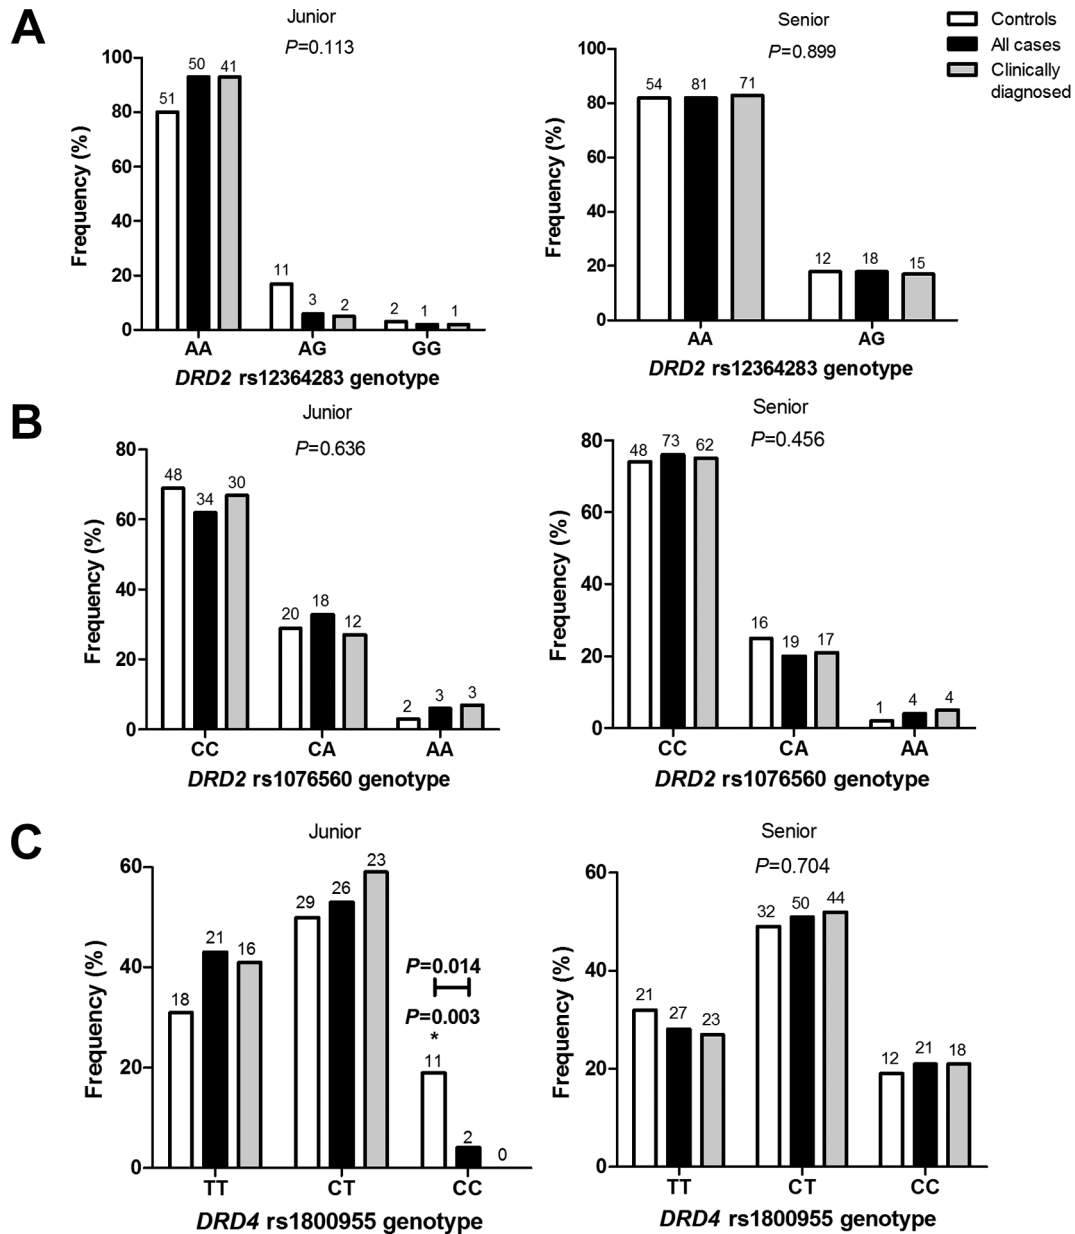 A
Junior
P=0.113
Frequency (%)
100
80
60
40
20
0
51
50
41
11
3
2
2
1
1
AA
AG
GG
DRD2 rs12364283 genotype
Senior
P=0.899
Frequency (%)
100
80
60
40
20
0
54
81
71
12
18
15
AA
AG
DRD2 rs12364283 genotype
Controls
All cases
Clinically
diagnosed
B
Junior
P=0.636
Frequency (%)
80
60
40
20
0
48
34
30
20
18
12
2
3
3
CC
CA
AA
DRD2 rs1076560 genotype
Senior
P=0.456
Frequency (%)
80
60
40
20
0
48
73
62
16
19
17
1
4
4
CC
CA
AA
DRD2 rs1076560 genotype
C
Junior
Frequency (%)
60
40
20
0
18
21
16
29
26
23
P=0.014
P=0.003
*
11
2
0
TT
CT
CC
DRD4 rs1800955 genotype
Senior
P=0.704
Frequency (%)
60
40
20
0
21
27
23
32
50
44
12
21
18
TT
CT
CC
DRD4 rs1800955 genotype